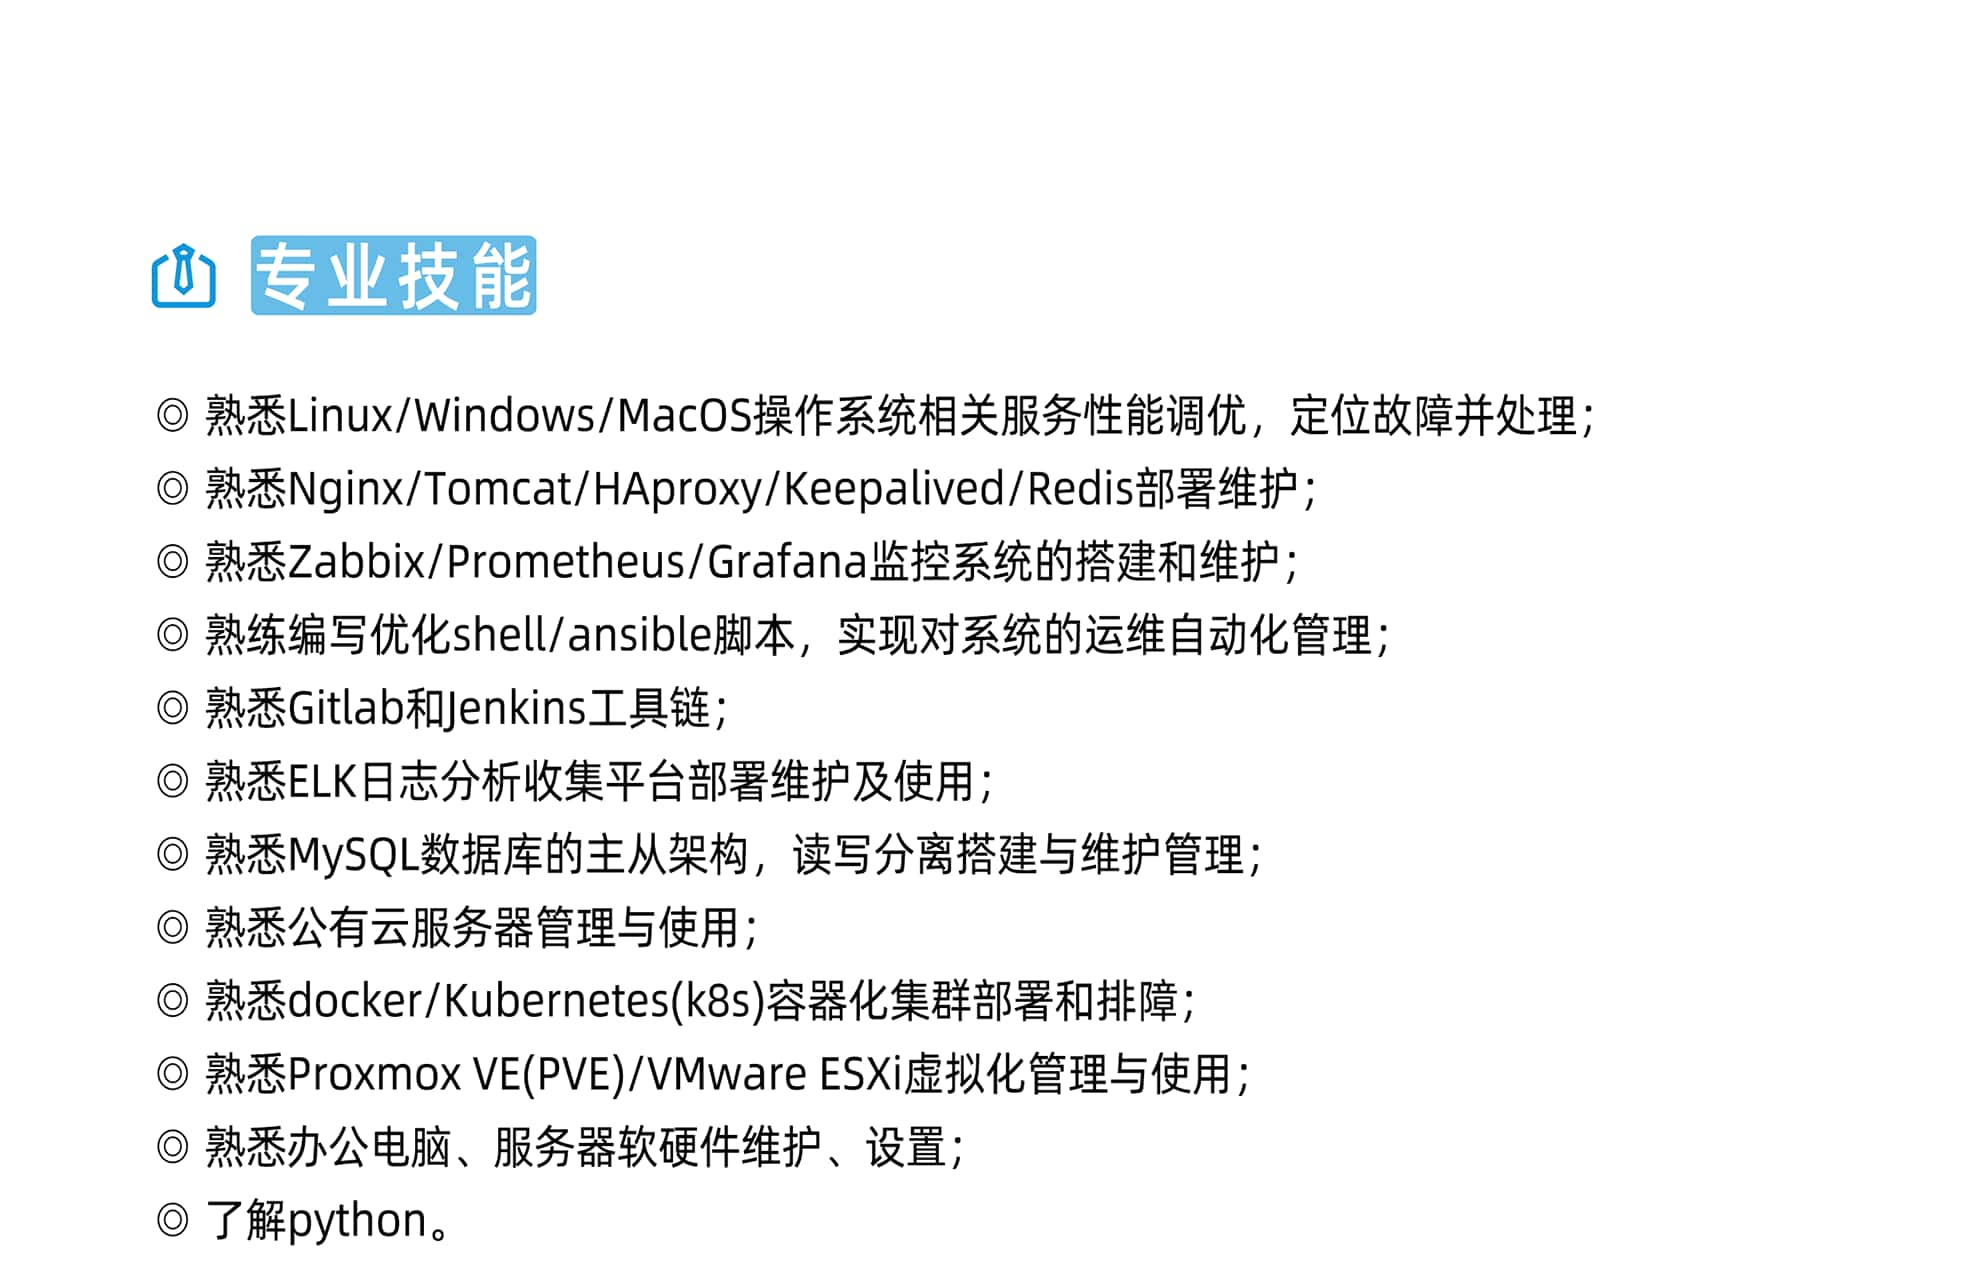 专业技能
◎ 熟悉Linux/Windows/MacOS操作系统相关服务性能调优，定位故障并处理；
◎ 熟悉Nginx/Tomcat/HAproxy/Keepalived/Redis部署维护；
◎ 熟悉Zabbix/Prometheus/Grafana监控系统的搭建和维护；
◎ 熟练编写优化shell/ansible脚本，实现对系统的运维自动化管理；
◎ 熟悉Gitlab和Jenkins工具链；
◎ 熟悉ELK日志分析收集平台部署维护及使用；
◎ 熟悉MySQL数据库的主从架构，读写分离搭建与维护管理；
◎ 熟悉公有云服务器管理与使用；
◎ 熟悉docker/Kubernetes(k8s)容器化集群部署和排障；
◎ 熟悉Proxmox VE(PVE)/VMware ESXi虚拟化管理与使用；
◎ 熟悉办公电脑、服务器软硬件维护、设置；
◎ 了解python。